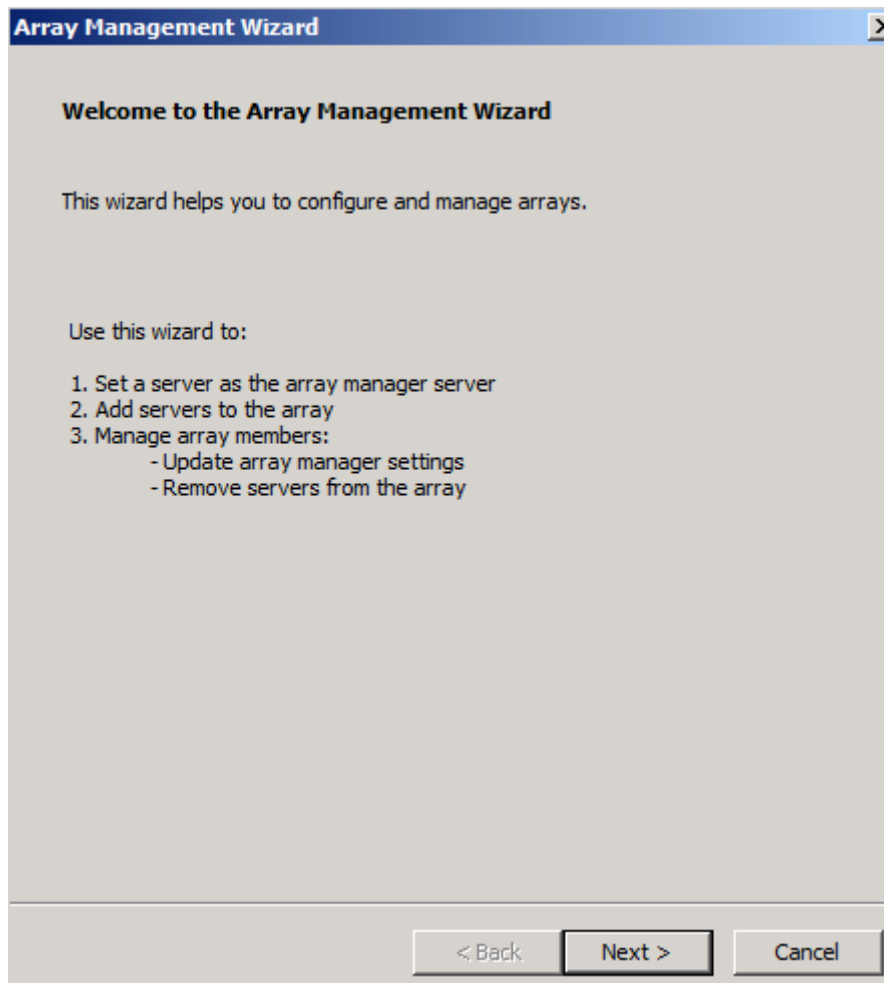 Array Management Wizard
Welcome to the Array Management Wizard
This wizard helps you to configure and manage arrays.
Use this wizard to:
1. Set a server as the array manager server
2. Add servers to the array
3. Manage array members:
- Update array manager settings
- Remove servers from the array
< Back Next > Cancel